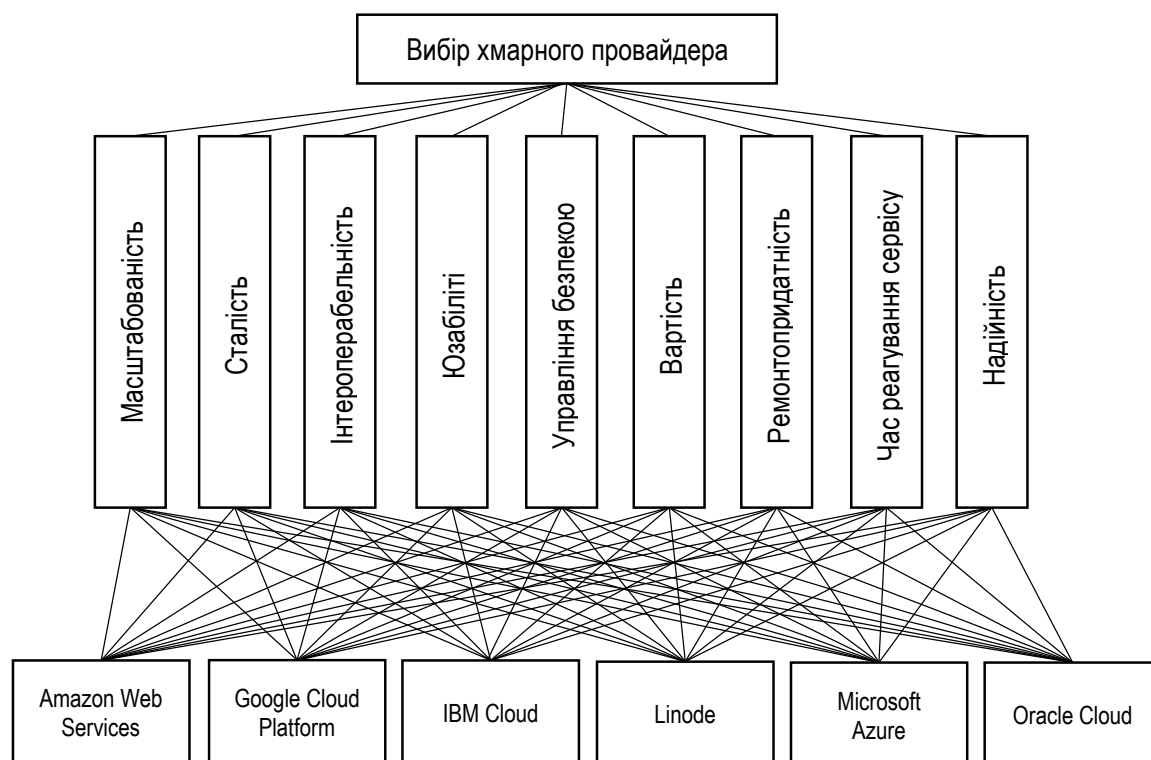 Вибір хмарного провайдера
Масштабованість
Сталість
Інтероперабельність
Юзабіліті
Управління безпекою
Вартість
Ремонтопридатність
Час реагування сервісу
Надійність
Amazon Web
Services
Google Cloud
Platform
IBM Cloud
Linode
Microsoft
Azure
Oracle Cloud